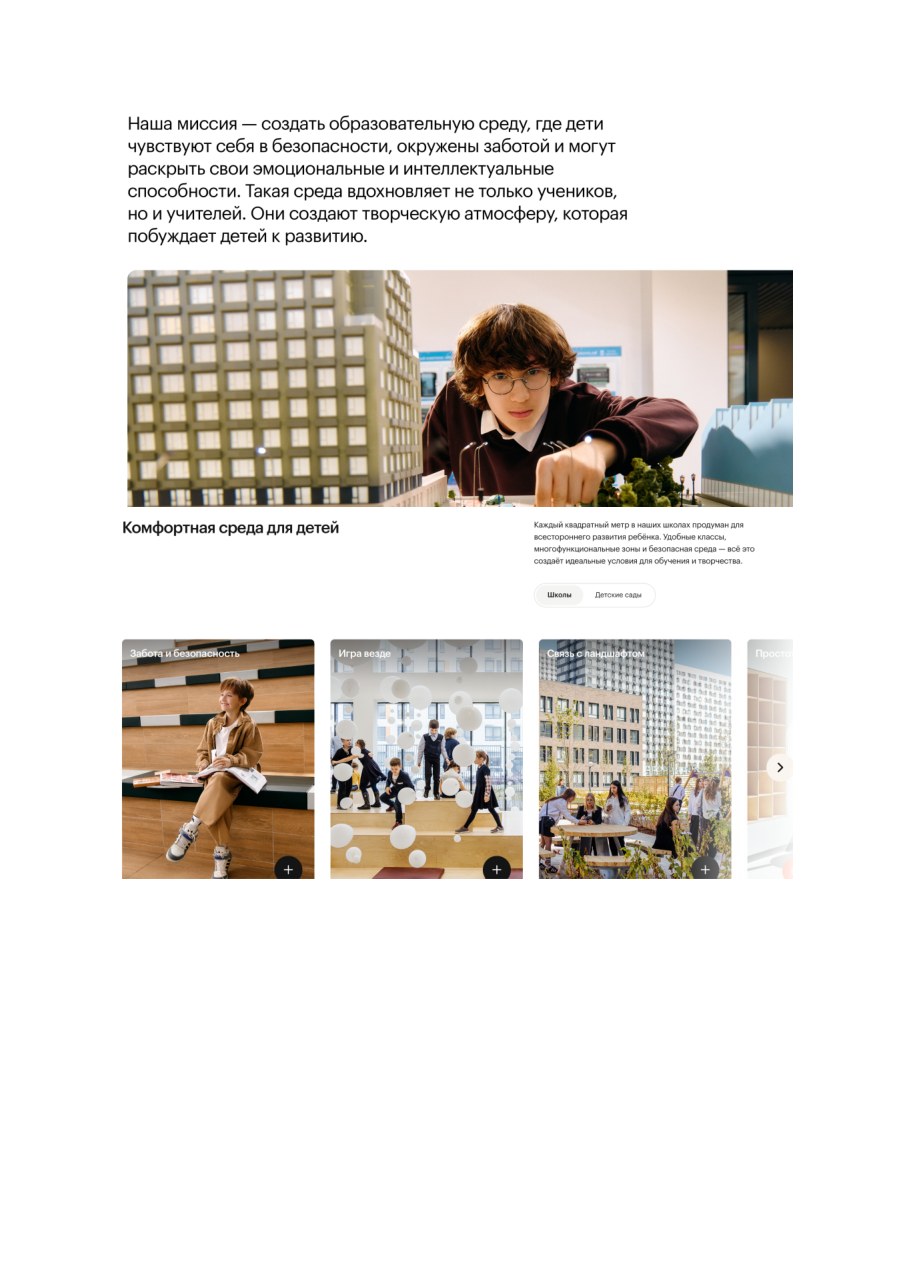 Наша миссия — создать образовательную среду, где дети
чувствуют себя в безопасности, окружены заботой и могут
раскрыть свои эмоциональные и интеллектуальные
способности. Такая среда вдохновляет не только учеников,
но и учителей. Они создают творческую атмосферу, которая
побуждает детей к развитию.
Комфортная среда для детей
Каждый квадратный метр в наших школах продуман для
всестороннего развития ребёнка. Удобные классы,
многофункциональные зоны и безопасная среда — всё это
создаёт идеальные условия для обучения и творчества.
Школы Детские сады
Забота и безопасность
Игра везде
Связь с ландшафтом